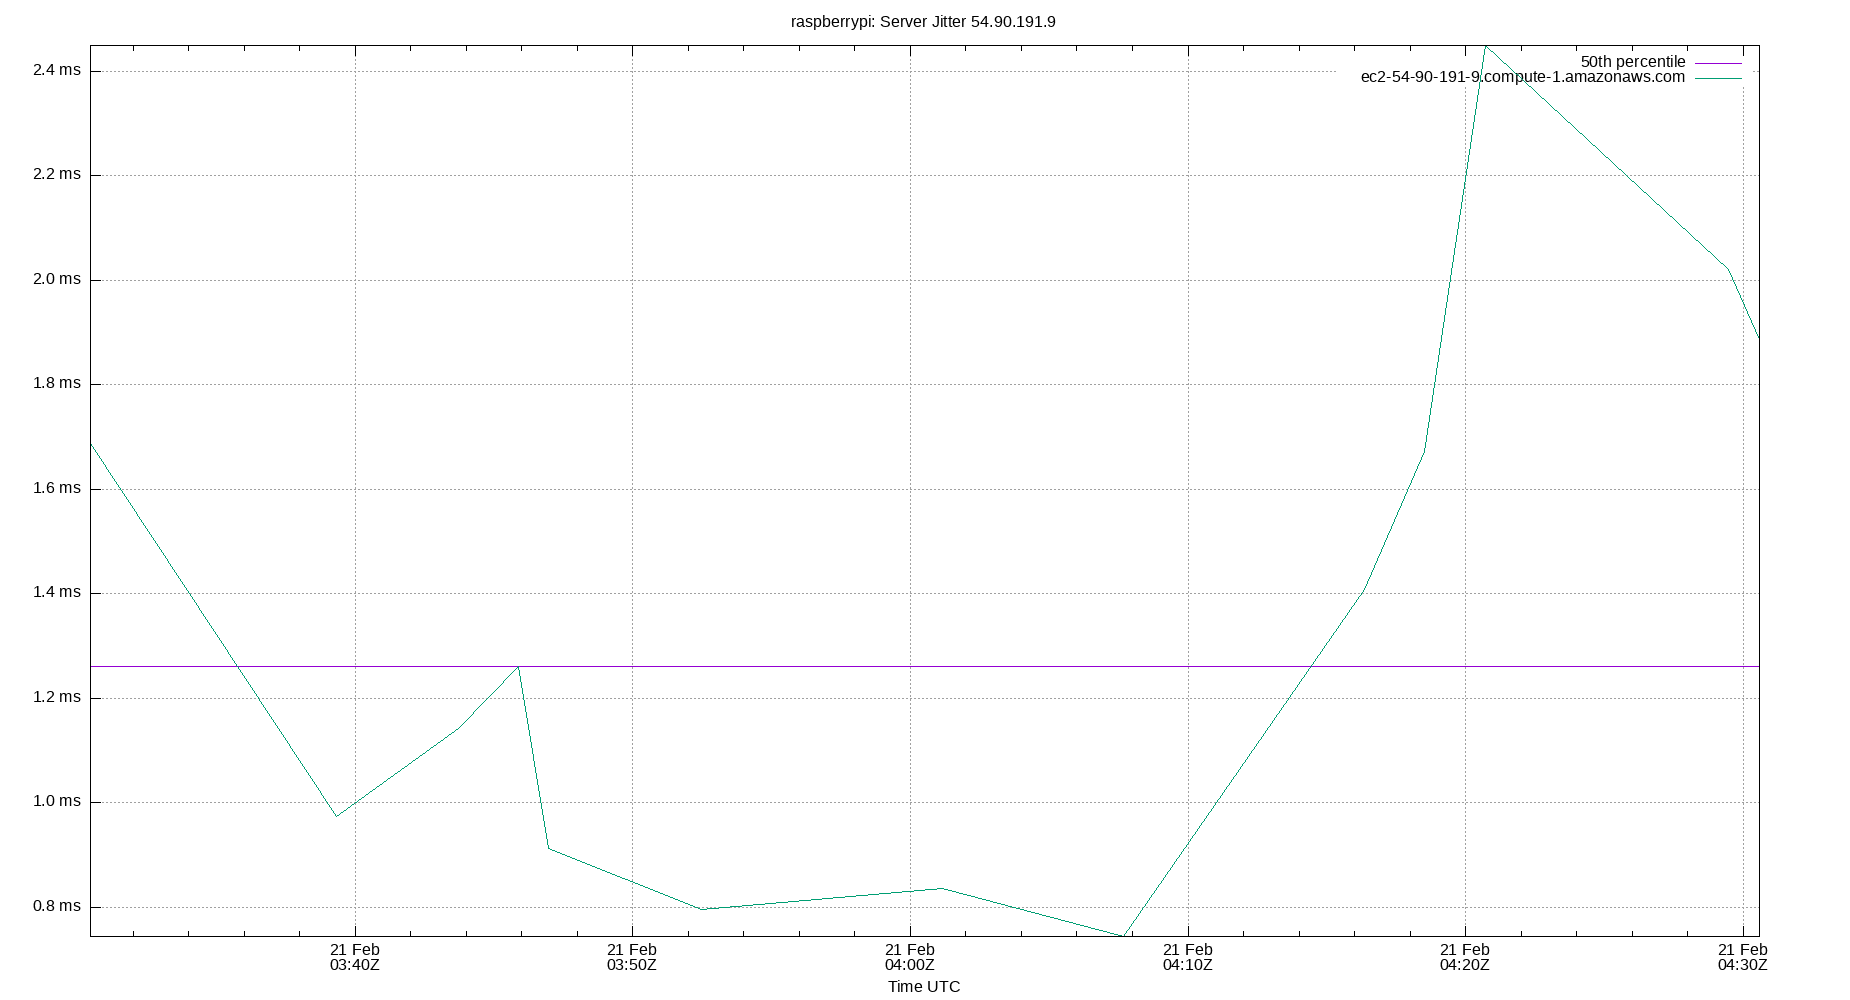 raspberrypi: Server Jitter 54.90.191.9
50th percentile
ec2-54-90-191-9.compute-1.amazonaws.com
2.4 ms
2.2 ms
2.0 ms
1.8 ms
1.6 ms
1.4 ms
1.2 ms
1.0 ms
0.8 ms
21 Feb 21 Feb 21 Feb 21 Feb 21 Feb 21 Feb
03:40Z 03:50Z 04:00Z 04:10Z 04:20Z 04:30Z
Time UTC